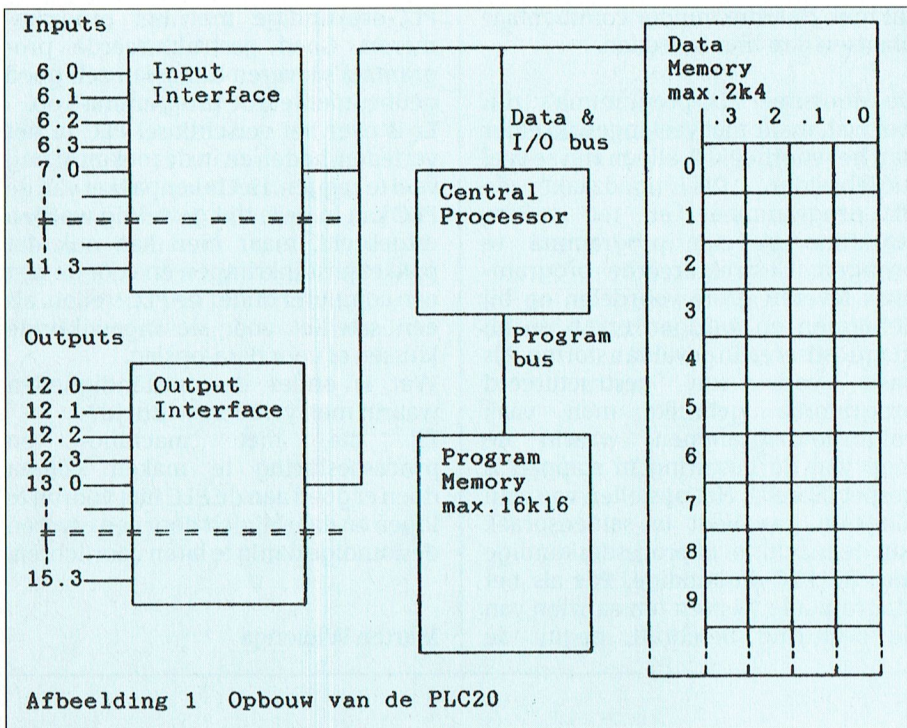 Inputs
6.0
6.1
6.2
6.3
7.0
11.3
Input
Interface
Outputs
12.0
12.1
12.2
12.3
13.0
15.3
Output
Interface
Data &
I/O bus
Central
Processor
Program
bus
Program
Memory
max.16k16
Data
Memory
max. 2k4
.3 .2 .1 .0
0
1
2
3
4
5
6
7
8
9
Afbeelding 1 Opbouw van de PLC20